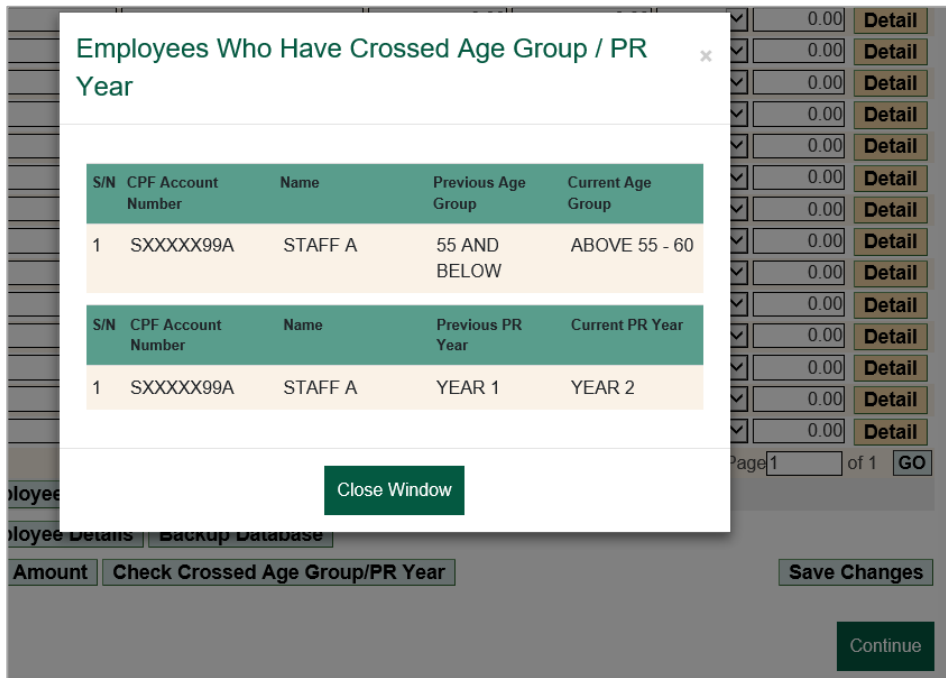 0.00 Detail
Employees Who Have Crossed Age Group / PR ×
Year
0.00 Detail
0.00 Detail
0.00 Detail
0.00 Detail
0.00 Detail
0.00 Detail
0.00 Detail
0.00 Detail
0.00 Detail
0.00 Detail
0.00 Detail
0.00 Detail
0.00 Detail
S/N CPF Account Name Previous Age Current Age
Number Group Group
1 SXXXXX99A STAFF A 55 AND ABOVE 55 - 60
BELOW
S/N CPF Account Name Previous PR Current PR Year
Number Year
1 SXXXXX99A STAFF A YEAR 1 YEAR 2
Close Window
Page 1 of 1 GO
ployee Details Backup Database
Amount Check Crossed Age Group/PR Year Save Changes
Continue